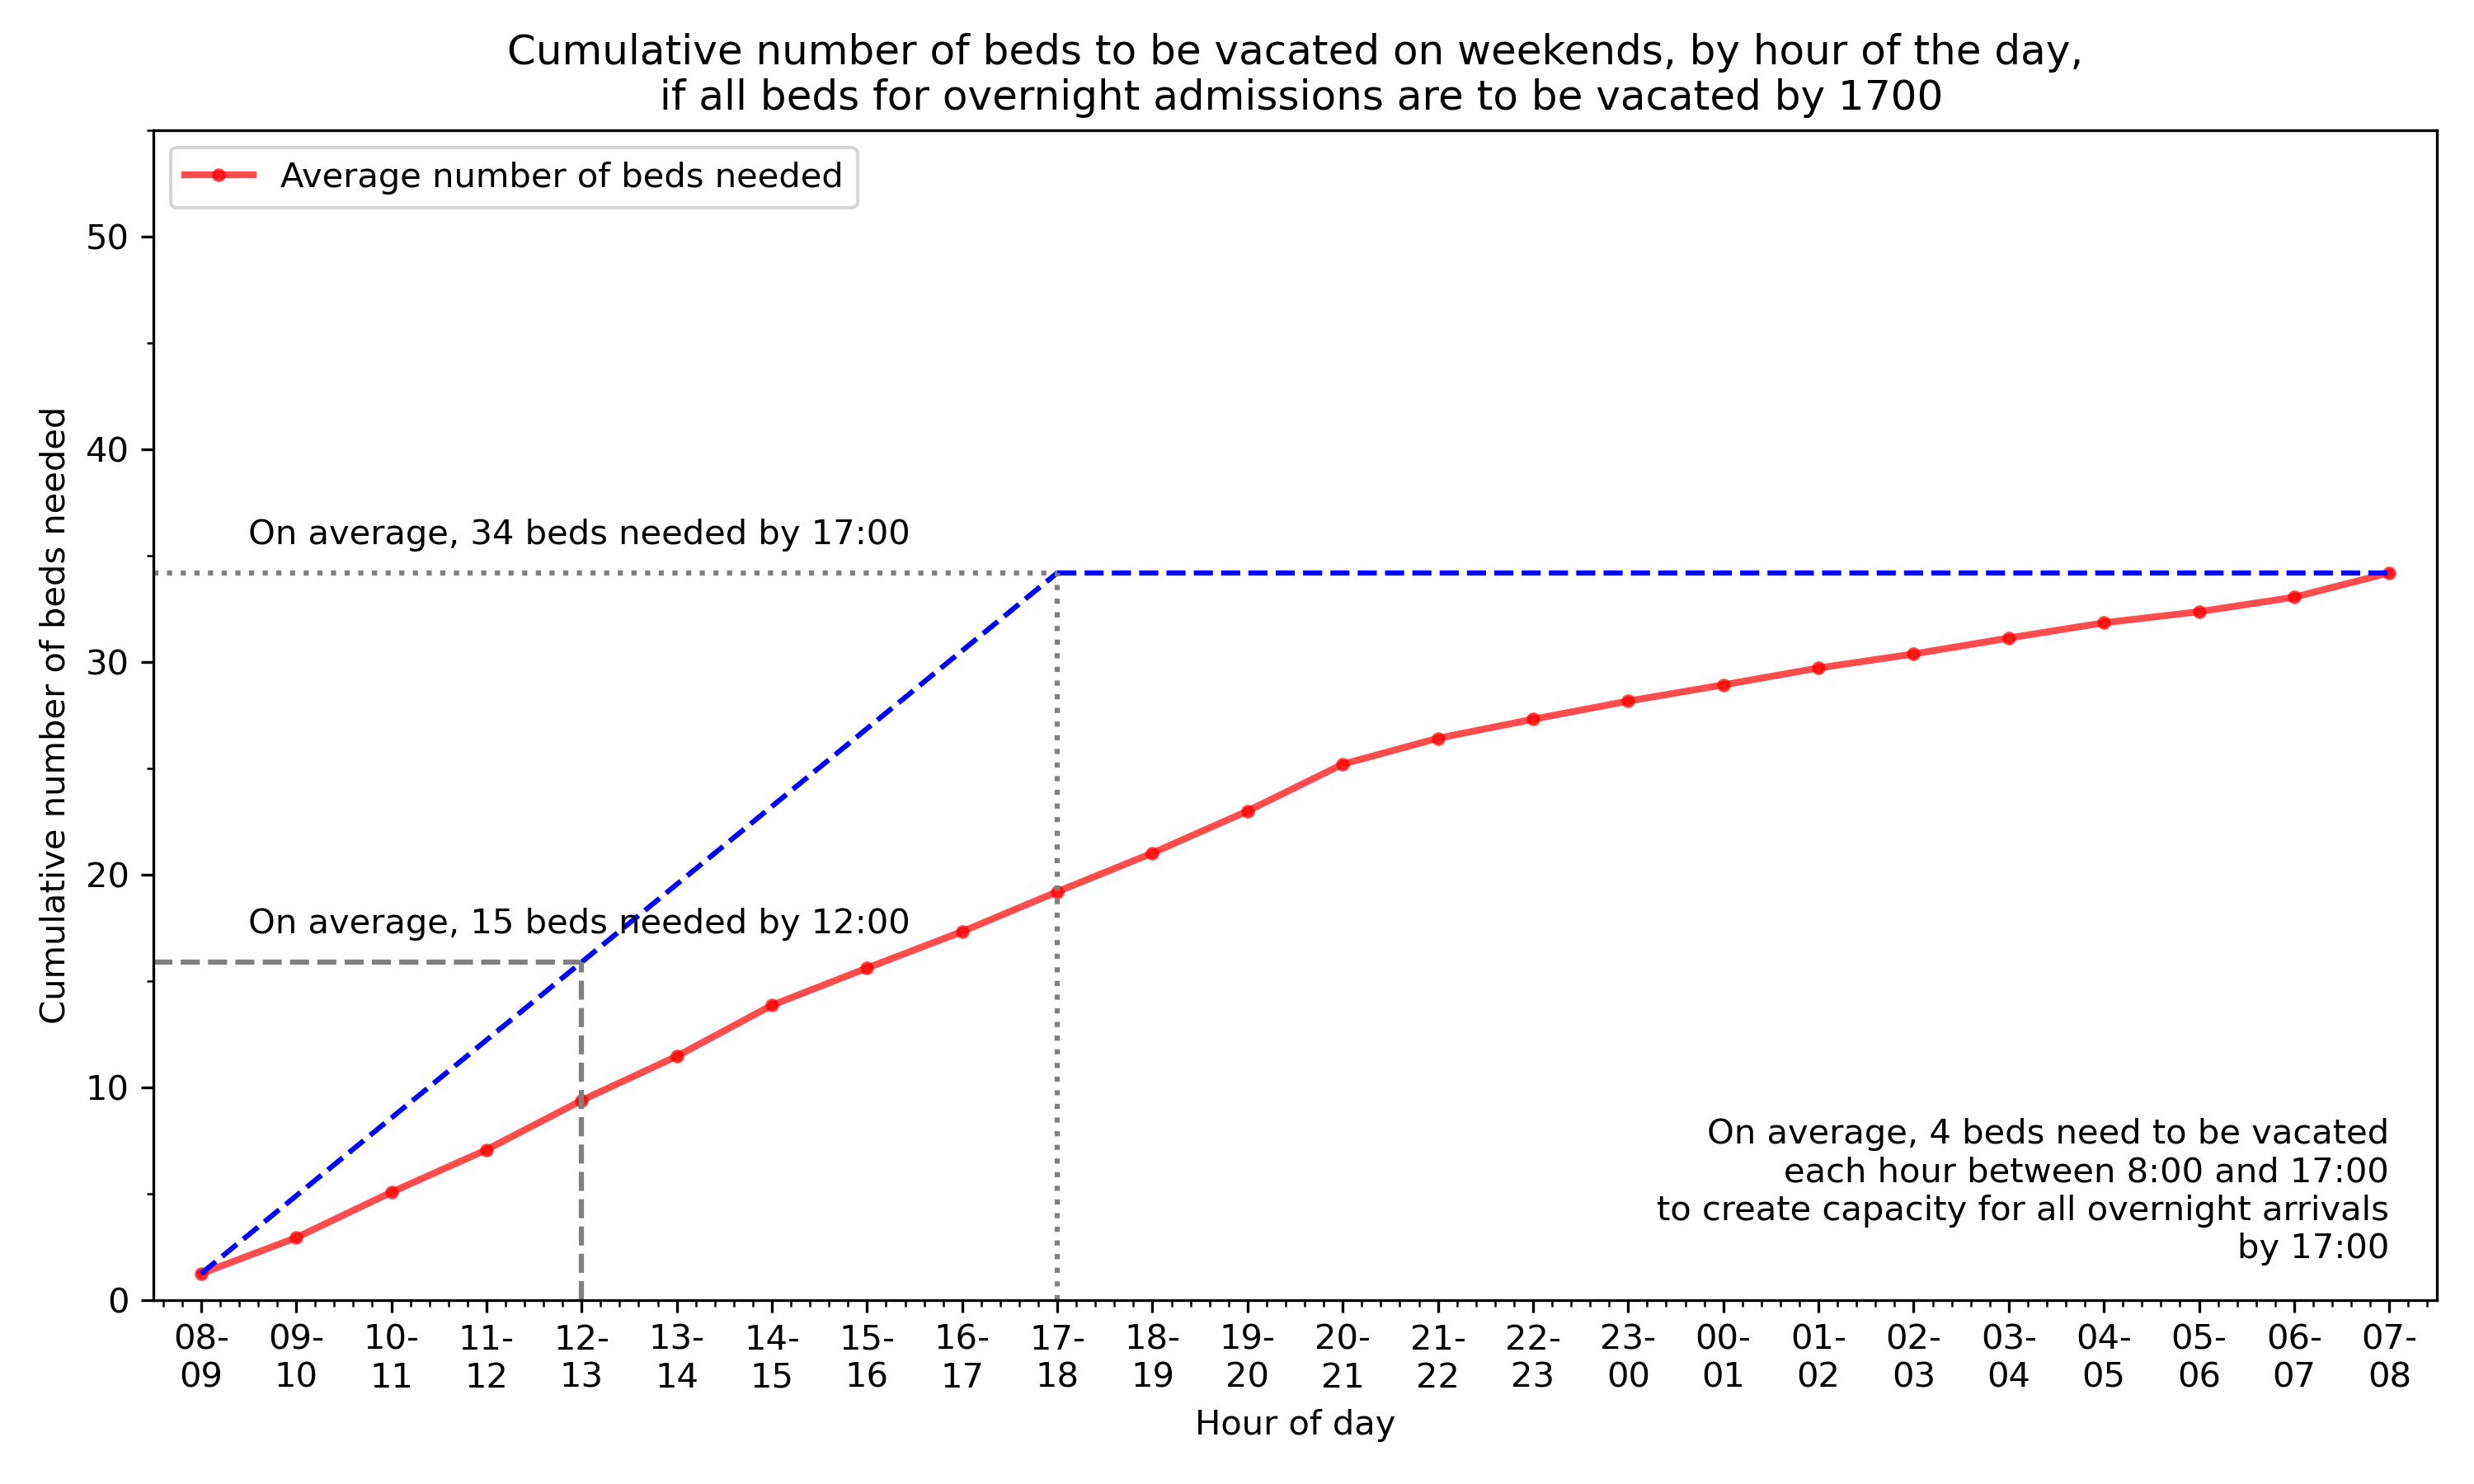 Cumulative number of beds to be vacated on weekends, by hour of the day,
if all beds for overnight admissions are to be vacated by 1700
Average number of beds needed
Cumulative number of beds needed
50
40
30
20
10
0
On average, 34 beds needed by 17:00
On average, 15 beds needed by 12:00
On average, 4 beds need to be vacated
each hour between 8:00 and 17:00
to create capacity for all overnight arrivals
by 17:00
08- 09- 10- 11- 12- 13- 14- 15- 16- 17- 18- 19- 20- 21- 22- 23- 00- 01- 02- 03- 04- 05- 06- 07-
09 10 11 12 13 14 15 16 17 18 19 20 21 22 23 00 01 02 03 04 05 06 07 08
Hour of day